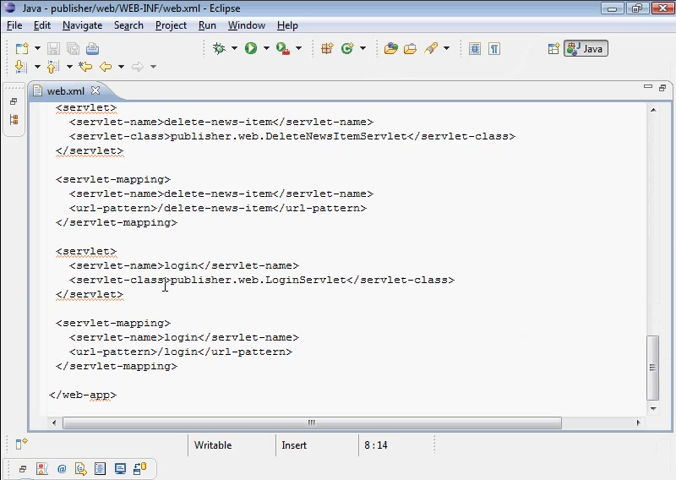 Java - publisher/web/WEB-INF/web.xml - Eclipse
File Edit Navigate Search Project Run Window Help
Java
web.xml
<servlet>
<servlet-name>delete-news-item</servlet-name>
<servlet-class>publisher.web.DeleteNewsItemServlet</servlet-class>
</servlet>
<servlet-mapping>
<servlet-name>delete-news-item</servlet-name>
<url-pattern>/delete-news-item</url-pattern>
</servlet-mapping>
<servlet>
<servlet-name>login</servlet-name>
<servlet-class>publisher.web.LoginServlet</servlet-class>
</servlet>
<servlet-mapping>
<servlet-name>login</servlet-name>
<url-pattern>/login</url-pattern>
</servlet-mapping>
</web-app>
Writable Insert 8 : 14